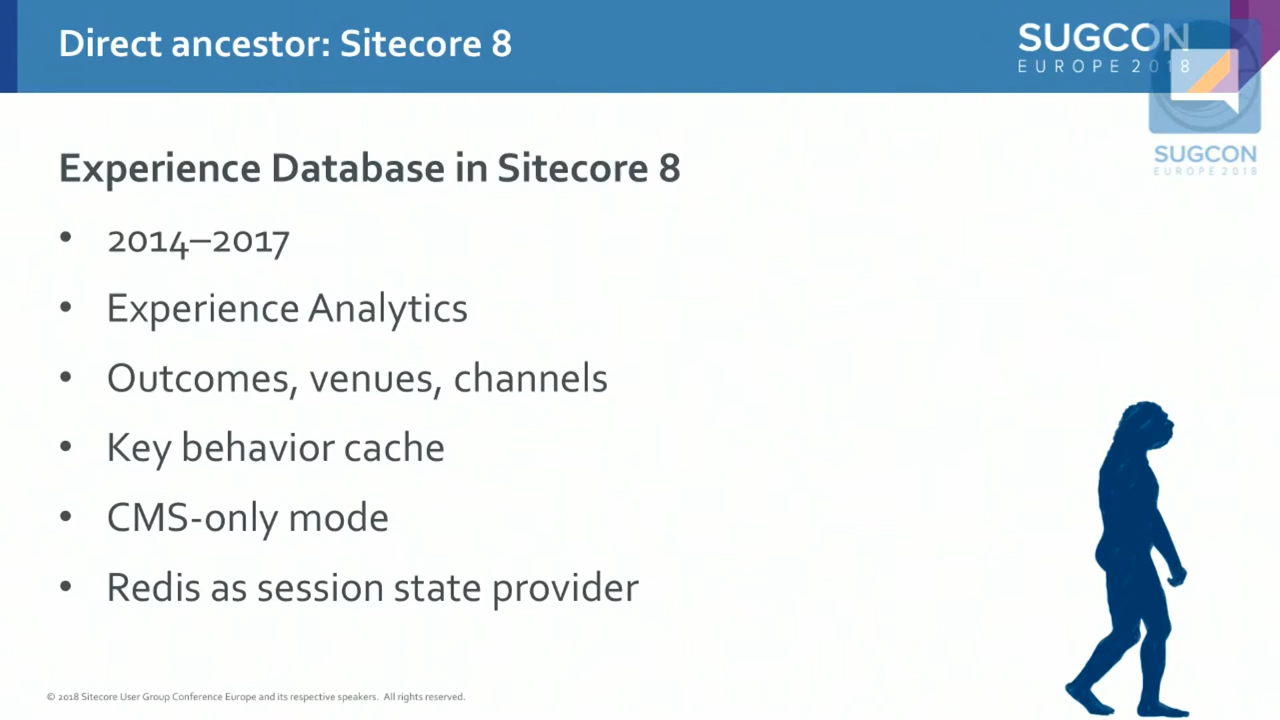 Direct ancestor: Sitecore 8
SUGCON
EUROPE 2018
SUGCON
EUROPE 2018
Experience Database in Sitecore 8
• 2014–2017
• Experience Analytics
• Outcomes, venues, channels
• Key behavior cache
• CMS-only mode
• Redis as session state provider
© 2018 Sitecore User Group Conference Europe and its respective speakers. All rights reserved.